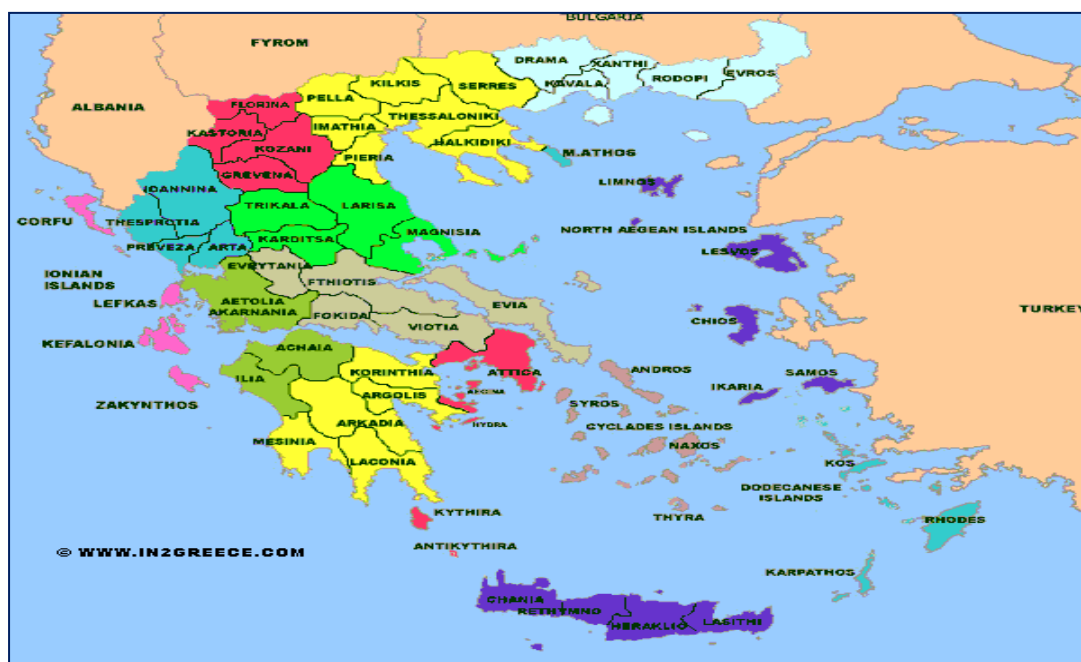 BULGARIA
FYROM
ALBANIA
DRAMA
XANTHI
KAVALA
RODOPI
EVROS
KILKIS
SERRES
PELLA
FLORINA
THESSALONIKI
IMATHIA
KASTORIA
KOZANI
HALKIDIKI
PIERIA
M.ATHOS
GREVENA
IOANNINA
LIMNOS
TRIKALA
LARISA
CORFU
THESPROTIA
MAGNISIA
NORTH AEGEAN ISLANDS
KARDITSA
PREVEZA
ARTA
LESVOS
EVRYTANIA
IONIAN
ISLANDS
FTHIOTIS
LEFKAS
AETOLIA
AKARNANIA
EVIA
TURKEY
FOKIDA
VIOTIA
CHIOS
KEFALONIA
ACHAIA
KORINTHIA
ATTICA
ANDROS
SAMOS
ILIA
IKARIA
ARGOLIS
AEGINA
ZAKYNTHOS
SYROS
ARKADIA
HYDRA
CYCLADES ISLANDS
MESINIA
NAXOS
LACONIA
KOS
DODECANESE
ISLANDS
KYTHIRA
THYRA
RHODES
ANTIKYTHIRA
© WWW.IN2GREECE.COM
KARPATHOS
CHANIA
RETHYMNO
HERAKLIO
LASITHI